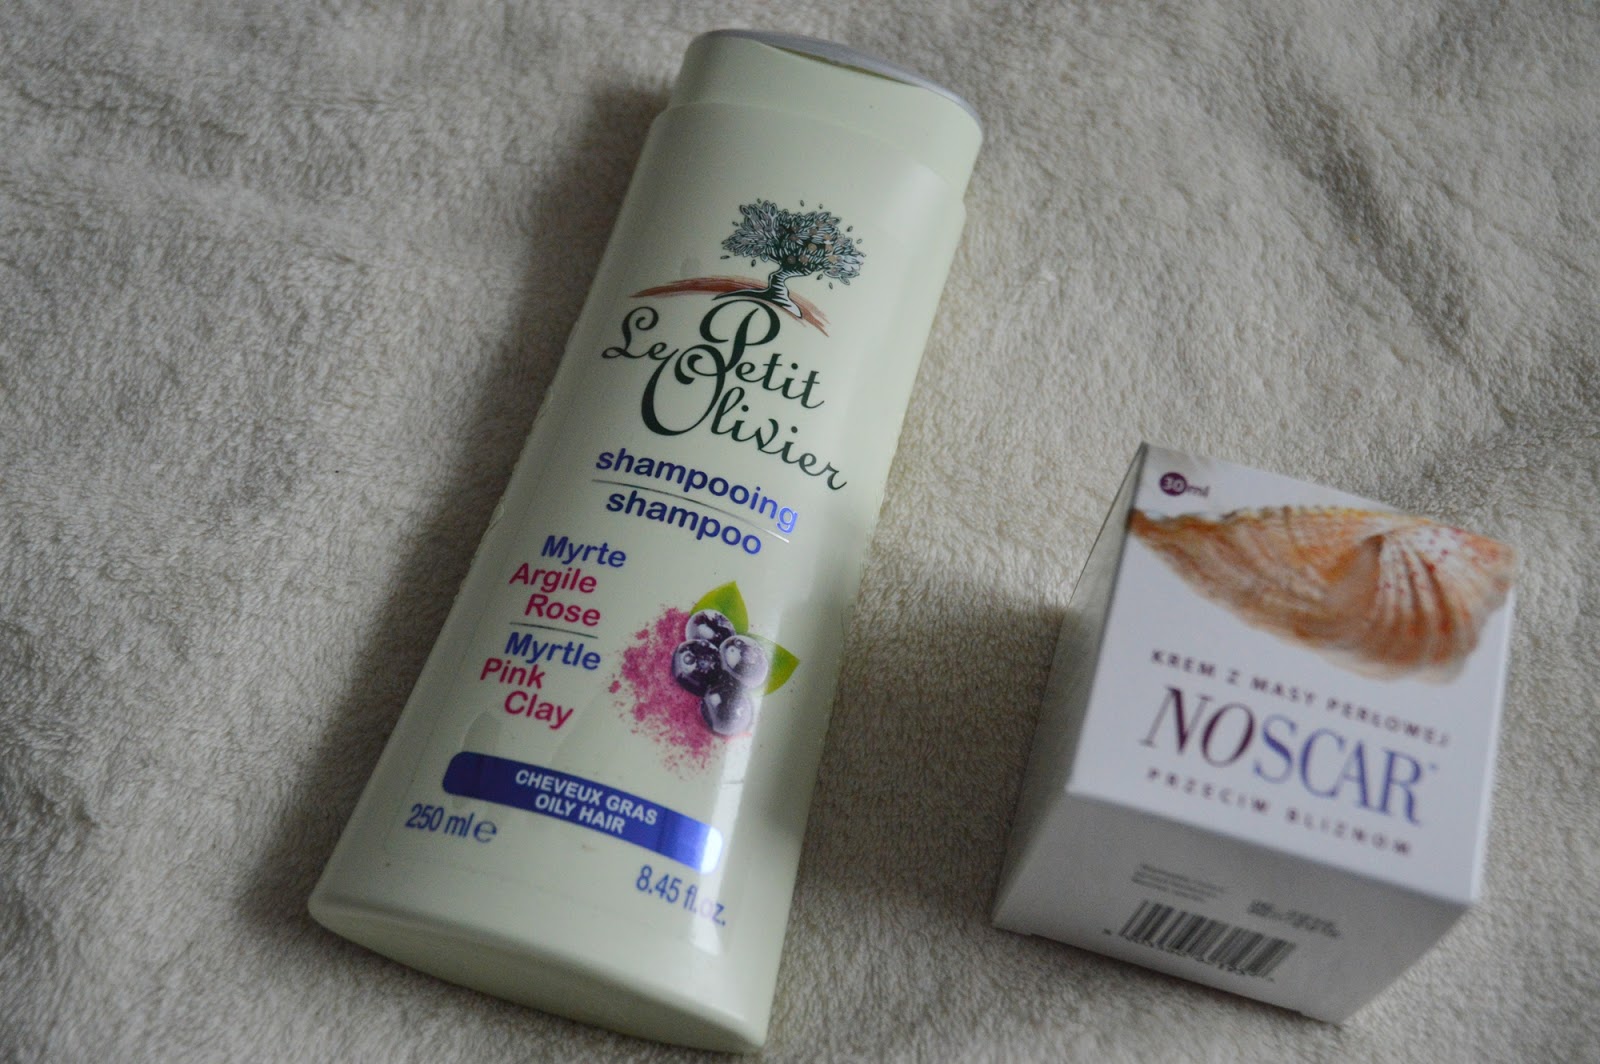 Le Petit
Olivier
shampooing
shampoo
Myrte
Argile
Rose
Myrtle
Pink
Clay
CHEVEUX GRAS
OILY HAIR
250 ml e
8.45 fl.oz.
30 ml
KREM Z MASY PERŁOWEJ
NOSCAR™
PRZECIW BLIZNOM